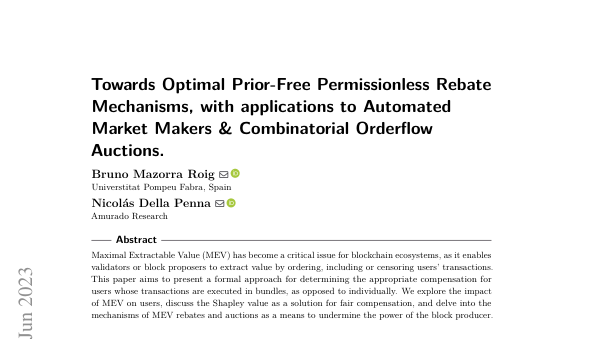 Towards Optimal Prior-Free Permissionless Rebate
Mechanisms, with applications to Automated
Market Makers & Combinatorial Orderflow
Auctions.
Bruno Mazorra Roig
Universitat Pompeu Fabra, Spain
Nicolás Della Penna
Amurado Research
Abstract
Maximal Extractable Value (MEV) has become a critical issue for blockchain ecosystems, as it enables
validators or block proposers to extract value by ordering, including or censoring users' transactions.
This paper aims to present a formal approach for determining the appropriate compensation for
users whose transactions are executed in bundles, as opposed to individually. We explore the impact
of MEV on users, discuss the Shapley value as a solution for fair compensation, and delve into the
mechanisms of MEV rebates and auctions as a means to undermine the power of the block producer.
Jun 2023